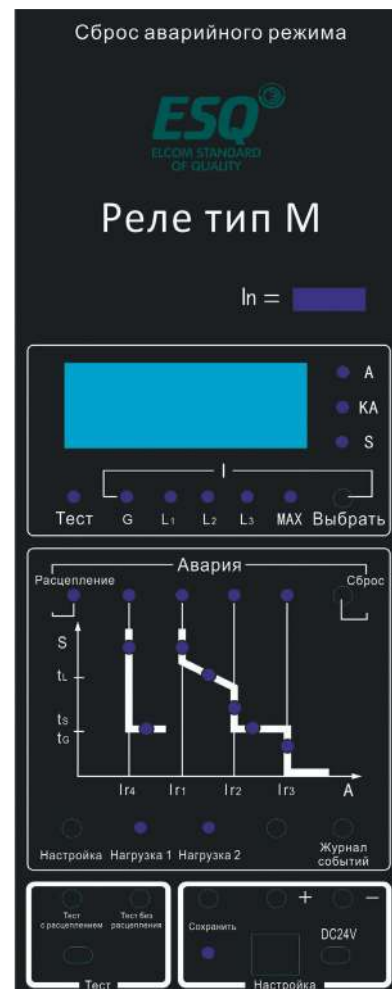 Сброс аварийного режима
ESQ
ELCOM STANDARD
OF QUALITY
Реле тип М
In =
A
KA
S
I
Тест G L1 L2 L3 MAX Выбрать
Авария
Расцепление Сброс
S
tL
ts
tG
Ir4 Ir1 Ir2 Ir3 A
Настройка Нагрузка 1 Нагрузка 2 Журнал
событий
Тест
с расцеплением
Тест без
расцепления
Тест
+ −
Сохранить
DC24V
Настройка